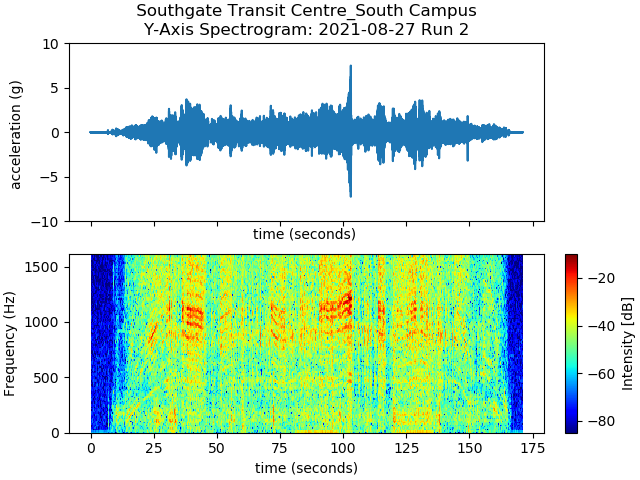 Southgate Transit Centre_South Campus
Y-Axis Spectrogram: 2021-08-27 Run 2
10
5
0
−5
−10
acceleration (g)
time (seconds)
1500
1000
500
0
Frequency (Hz)
0 25 50 75 100 125 150 175
time (seconds)
−20
−40
−60
−80
Intensity [dB]